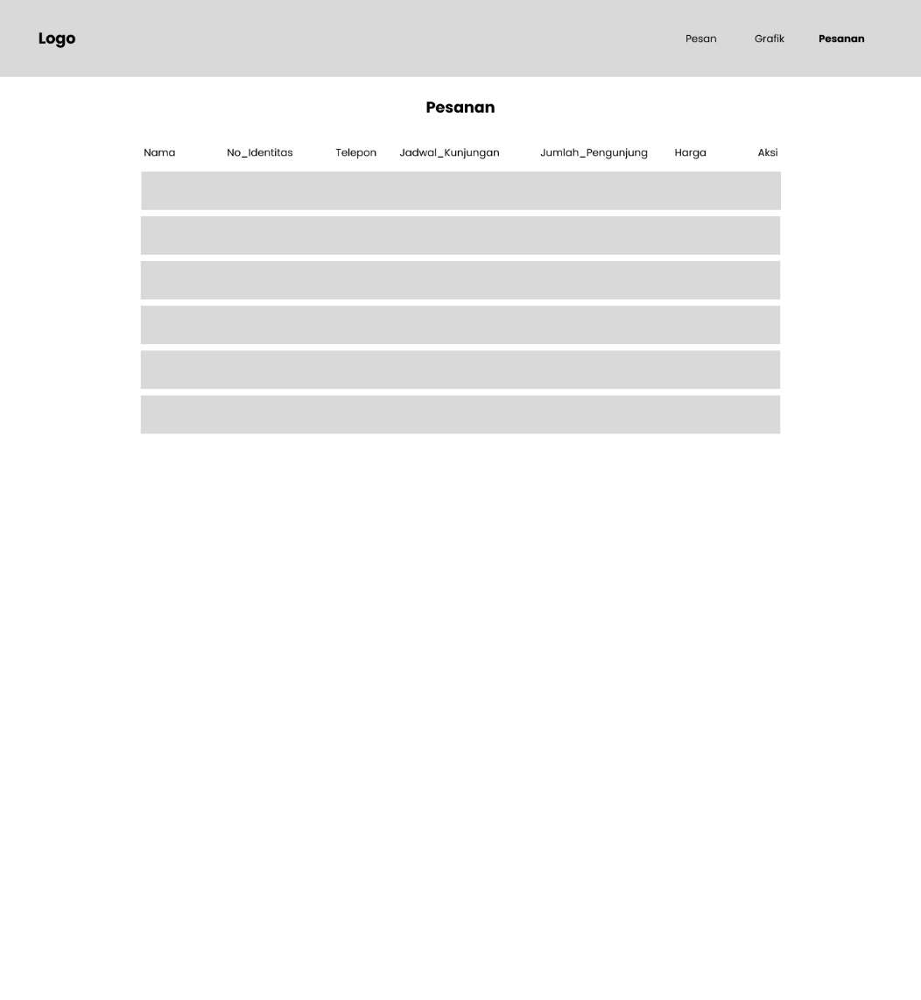 Logo Pesan Grafik Pesanan
Pesanan
Nama No_Identitas Telepon Jadwal_Kunjungan Jumlah_Pengunjung Harga Aksi